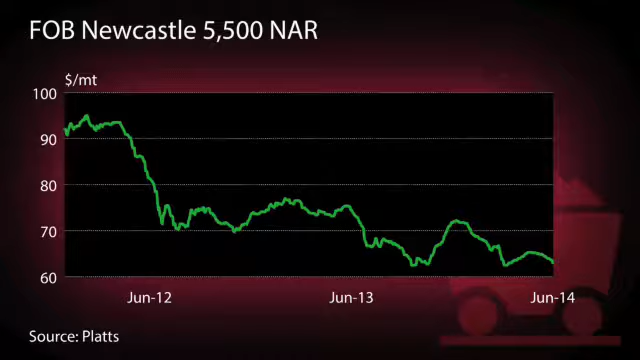 FOB Newcastle 5,500 NAR
$/mt
100
90
80
70
60
Jun-12 Jun-13 Jun-14
Source: Platts